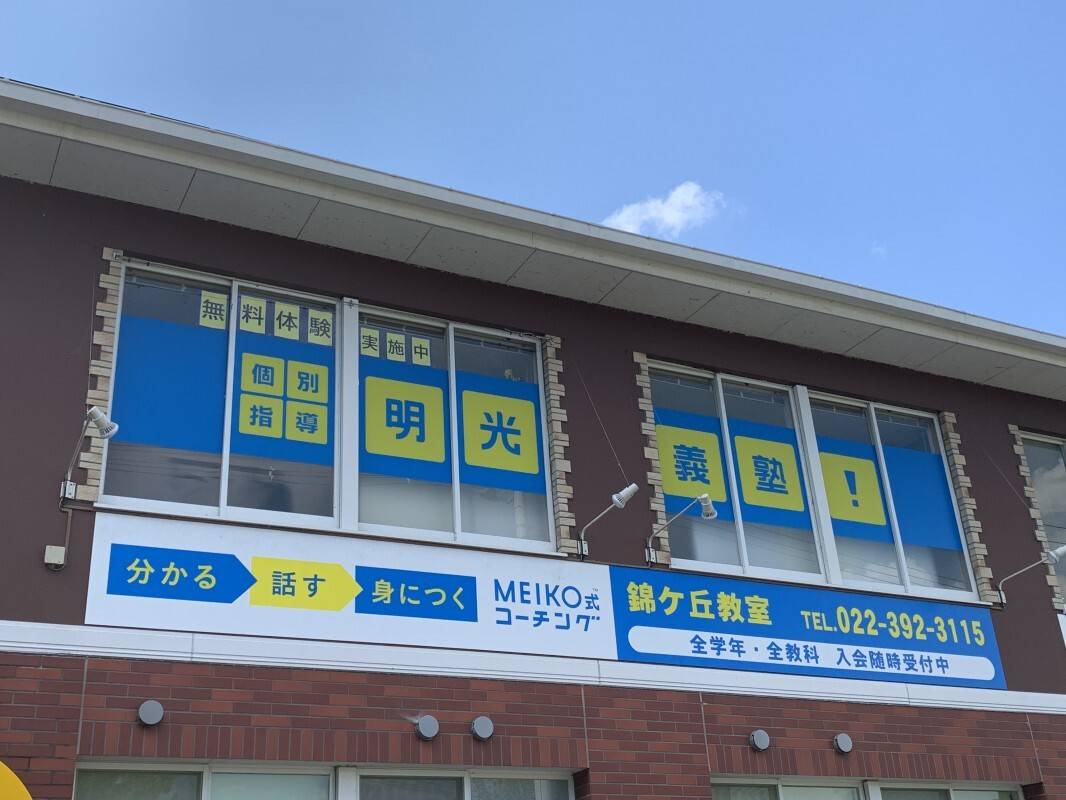 無料体験 実施中
個別
指導
明光義塾!
分かる 話す 身につく
MEIKO式™
コーチング
錦ケ丘教室 TEL.022-392-3115
全学年・全教科 入会随時受付中